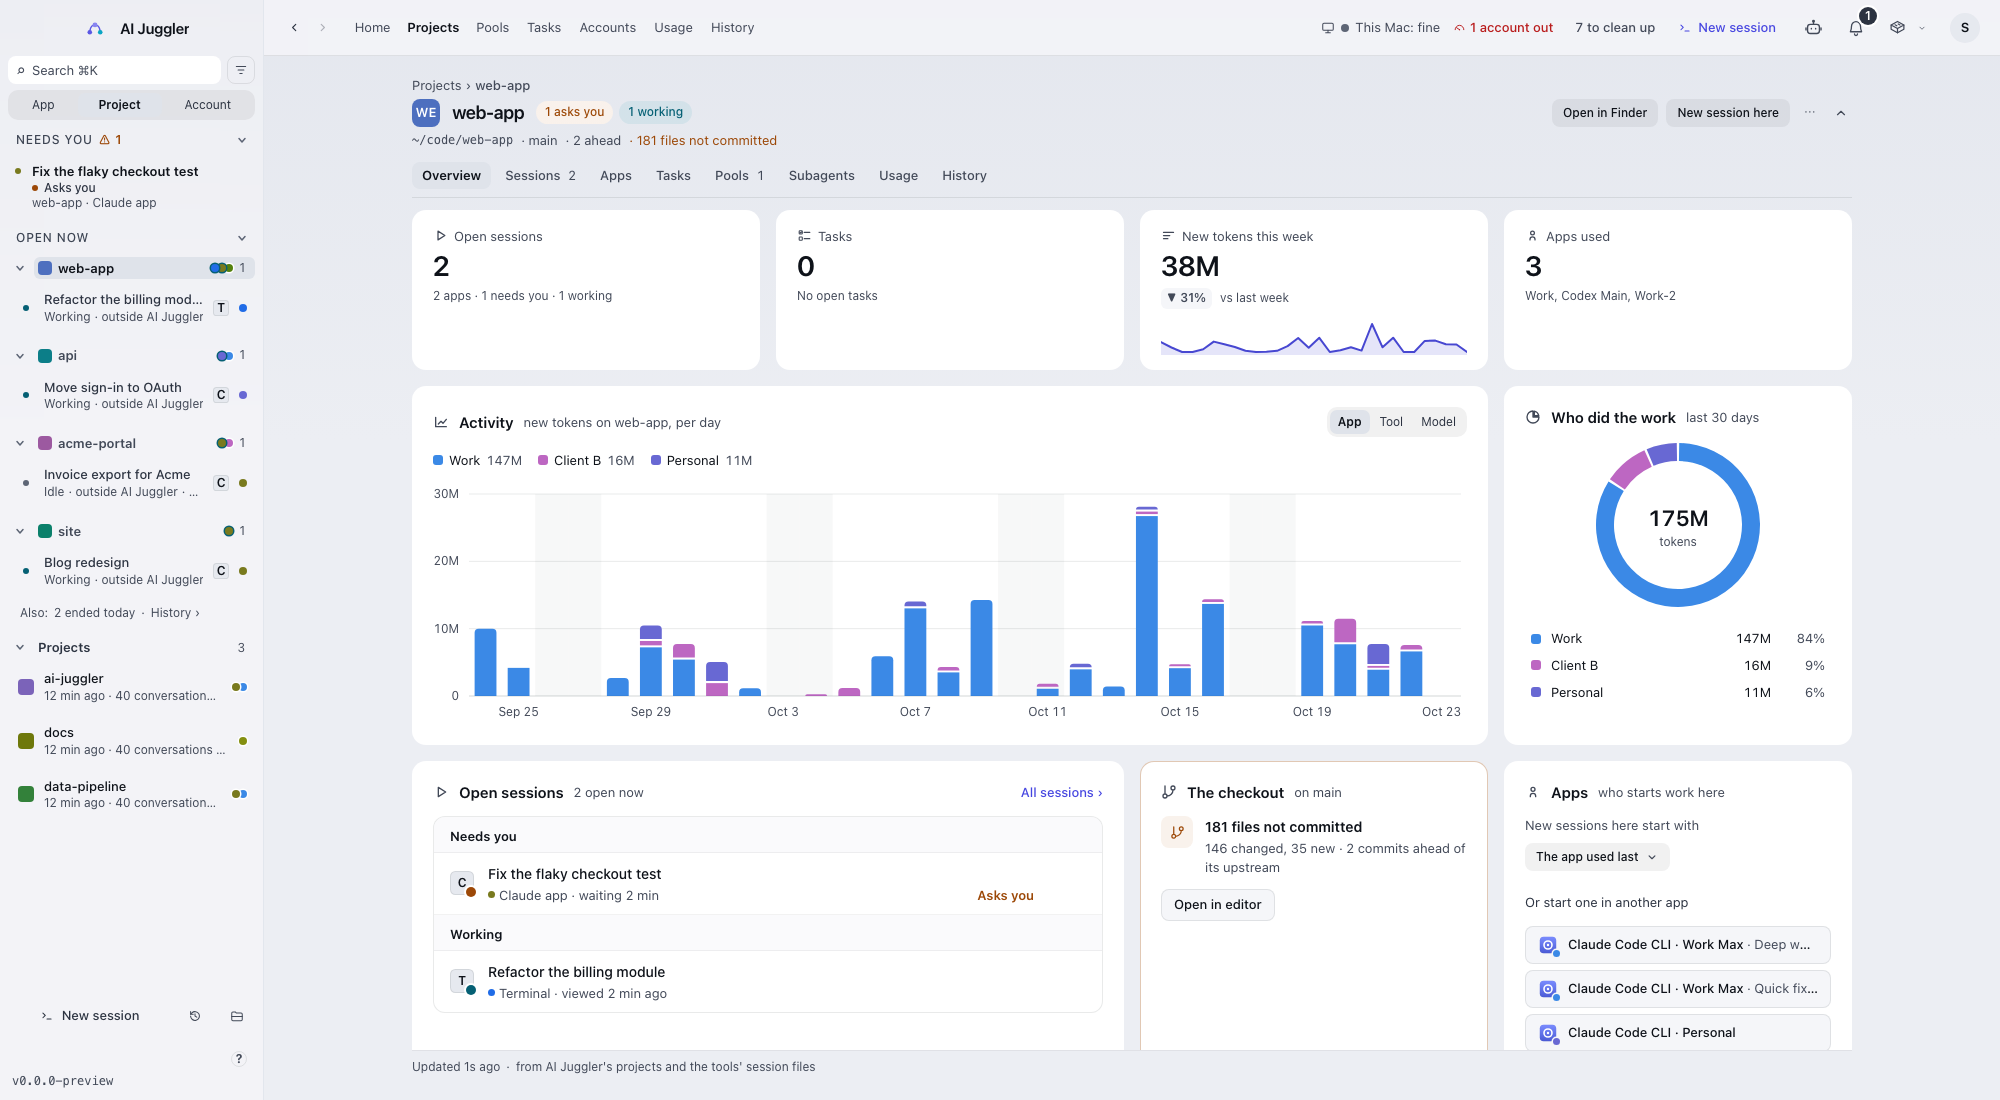 AI Juggler
Search ⌘K
App Project Account
NEEDS YOU 1
Fix the flaky checkout test
Asks you
web-app · Claude app
OPEN NOW
web-app 1
Refactor the billing mod... T
Working · outside AI Juggler
api 1
Move sign-in to OAuth C
Working · outside AI Juggler
acme-portal 1
Invoice export for Acme C
Idle · outside AI Juggler · ...
site 1
Blog redesign C
Working · outside AI Juggler
Also: 2 ended today · History ›
Projects 3
ai-juggler
12 min ago · 40 conversation...
docs
12 min ago · 40 conversations ...
data-pipeline
12 min ago · 40 conversation...
New session
?
v0.0.0-preview
‹ › Home Projects Pools Tasks Accounts Usage History
This Mac: fine 1 account out 7 to clean up New session 1 S
Projects › web-app
WE web-app 1 asks you 1 working
Open in Finder New session here ...
~/code/web-app · main · 2 ahead · 181 files not committed
Overview Sessions 2 Apps Tasks Pools 1 Subagents Usage History
Open sessions
2
2 apps · 1 needs you · 1 working
Tasks
0
No open tasks
New tokens this week
38M
▼ 31% vs last week
Apps used
3
Work, Codex Main, Work-2
Activity new tokens on web-app, per day
App Tool Model
Work 147M Client B 16M Personal 11M
30M
20M
10M
0
Sep 25 Sep 29 Oct 3 Oct 7 Oct 11 Oct 15 Oct 19 Oct 23
Who did the work last 30 days
175M
tokens
Work 147M 84%
Client B 16M 9%
Personal 11M 6%
Open sessions 2 open now
All sessions ›
Needs you
C Fix the flaky checkout test
Claude app · waiting 2 min
Asks you
Working
T Refactor the billing module
Terminal · viewed 2 min ago
The checkout on main
181 files not committed
146 changed, 35 new · 2 commits ahead of
its upstream
Open in editor
Apps who starts work here
New sessions here start with
The app used last
Or start one in another app
Claude Code CLI · Work Max · Deep w...
Claude Code CLI · Work Max · Quick fix...
Claude Code CLI · Personal
Updated 1s ago · from AI Juggler's projects and the tools' session files